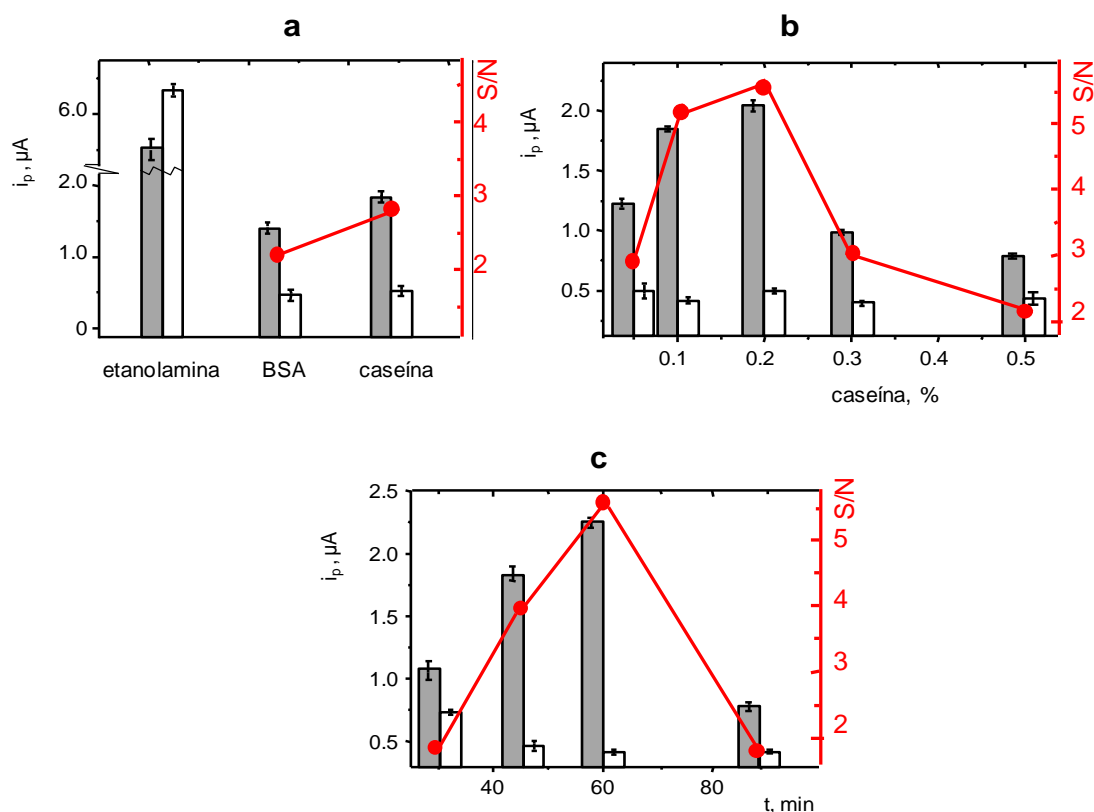 a
i_p, µA
6.0
2.0
1.0
0
S/N
4
3
2
etanolamina BSA caseína
b
i_p, µA
2.0
1.5
1.0
0.5
S/N
5
4
3
2
0.1 0.2 0.3 0.4 0.5
caseína, %
c
i_p, µA
2.5
2.0
1.5
1.0
0.5
S/N
5
4
3
2
40 60 80
t, min